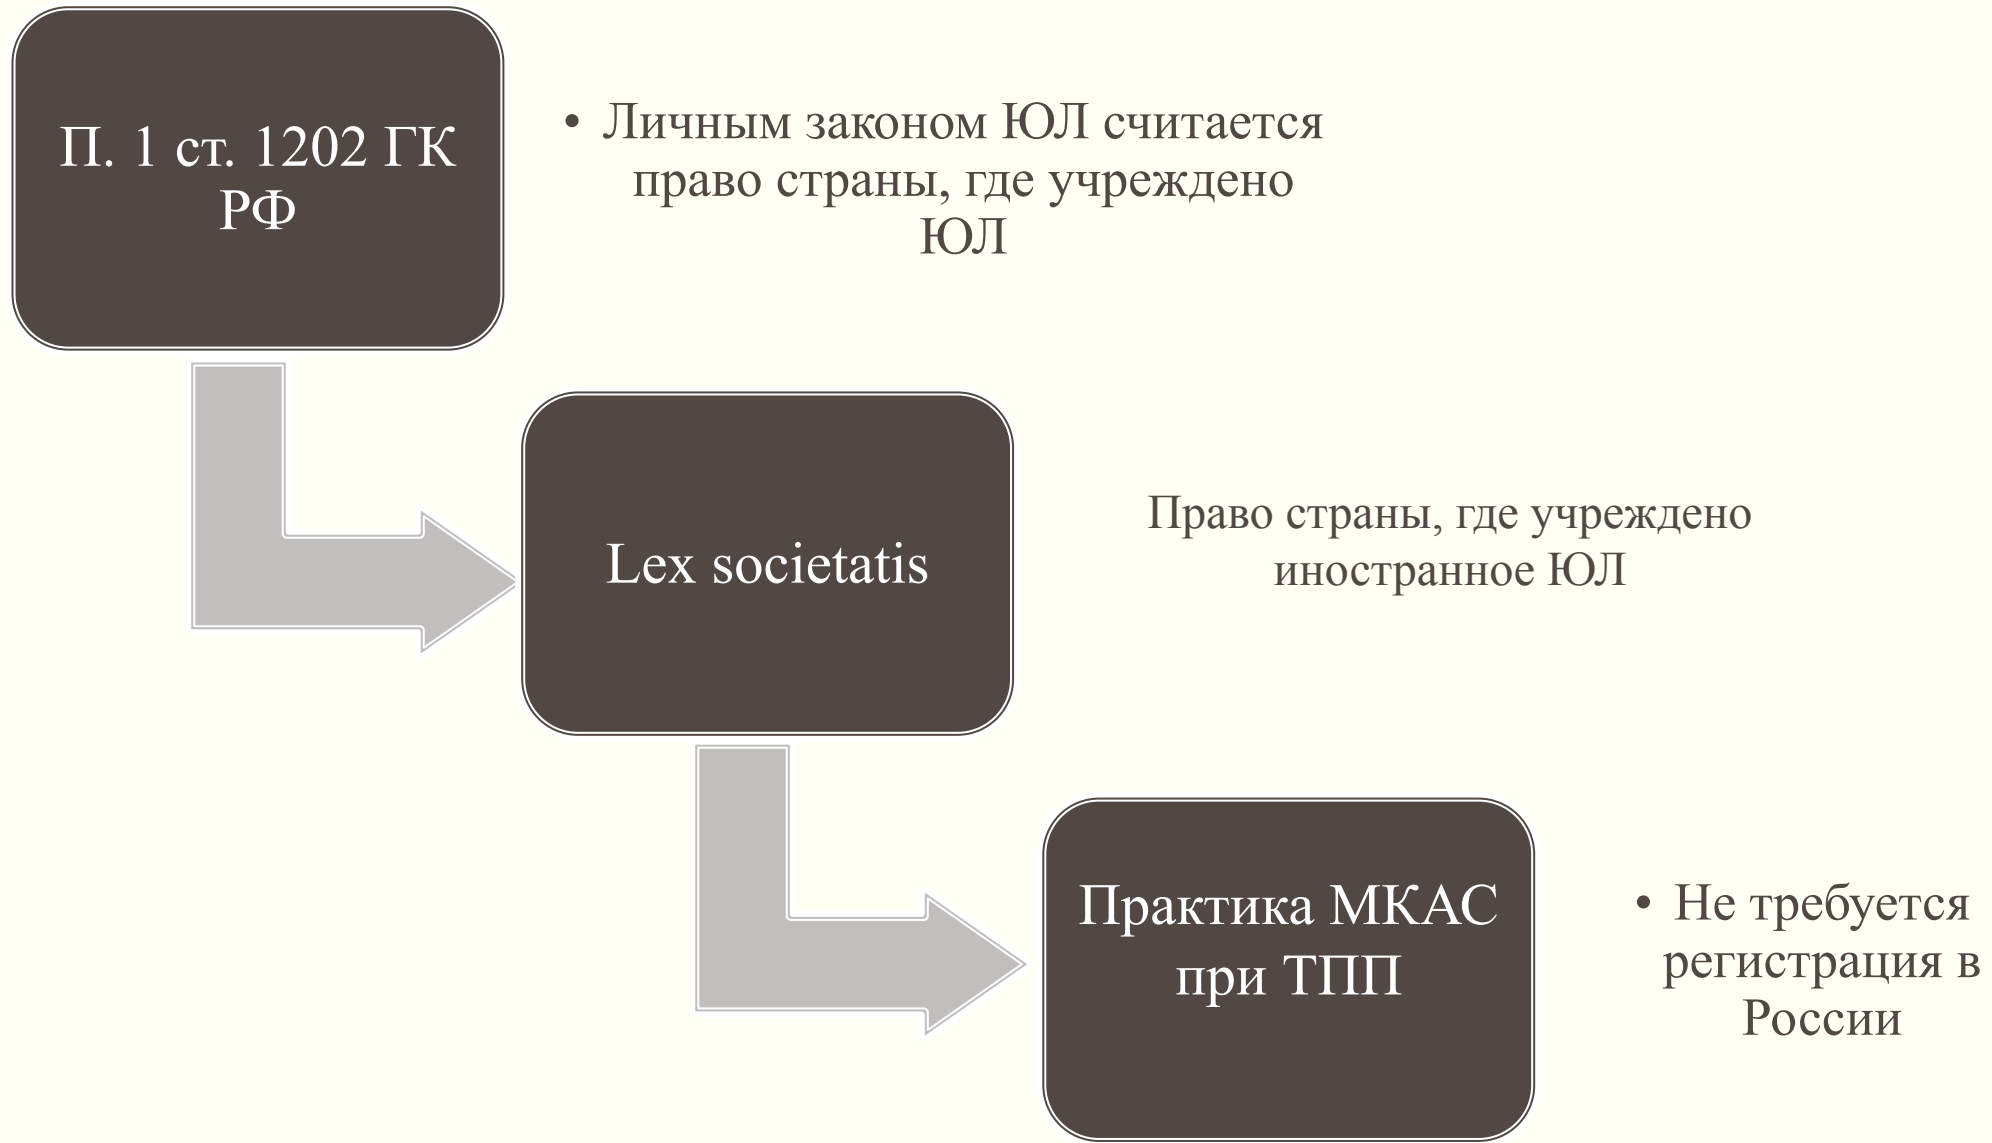 П. 1 ст. 1202 ГК
РФ
• Личным законом ЮЛ считается
право страны, где учреждено
ЮЛ
Lex societatis
Право страны, где учреждено
иностранное ЮЛ
Практика МКАС
при ТПП
• Не требуется
регистрация в
России